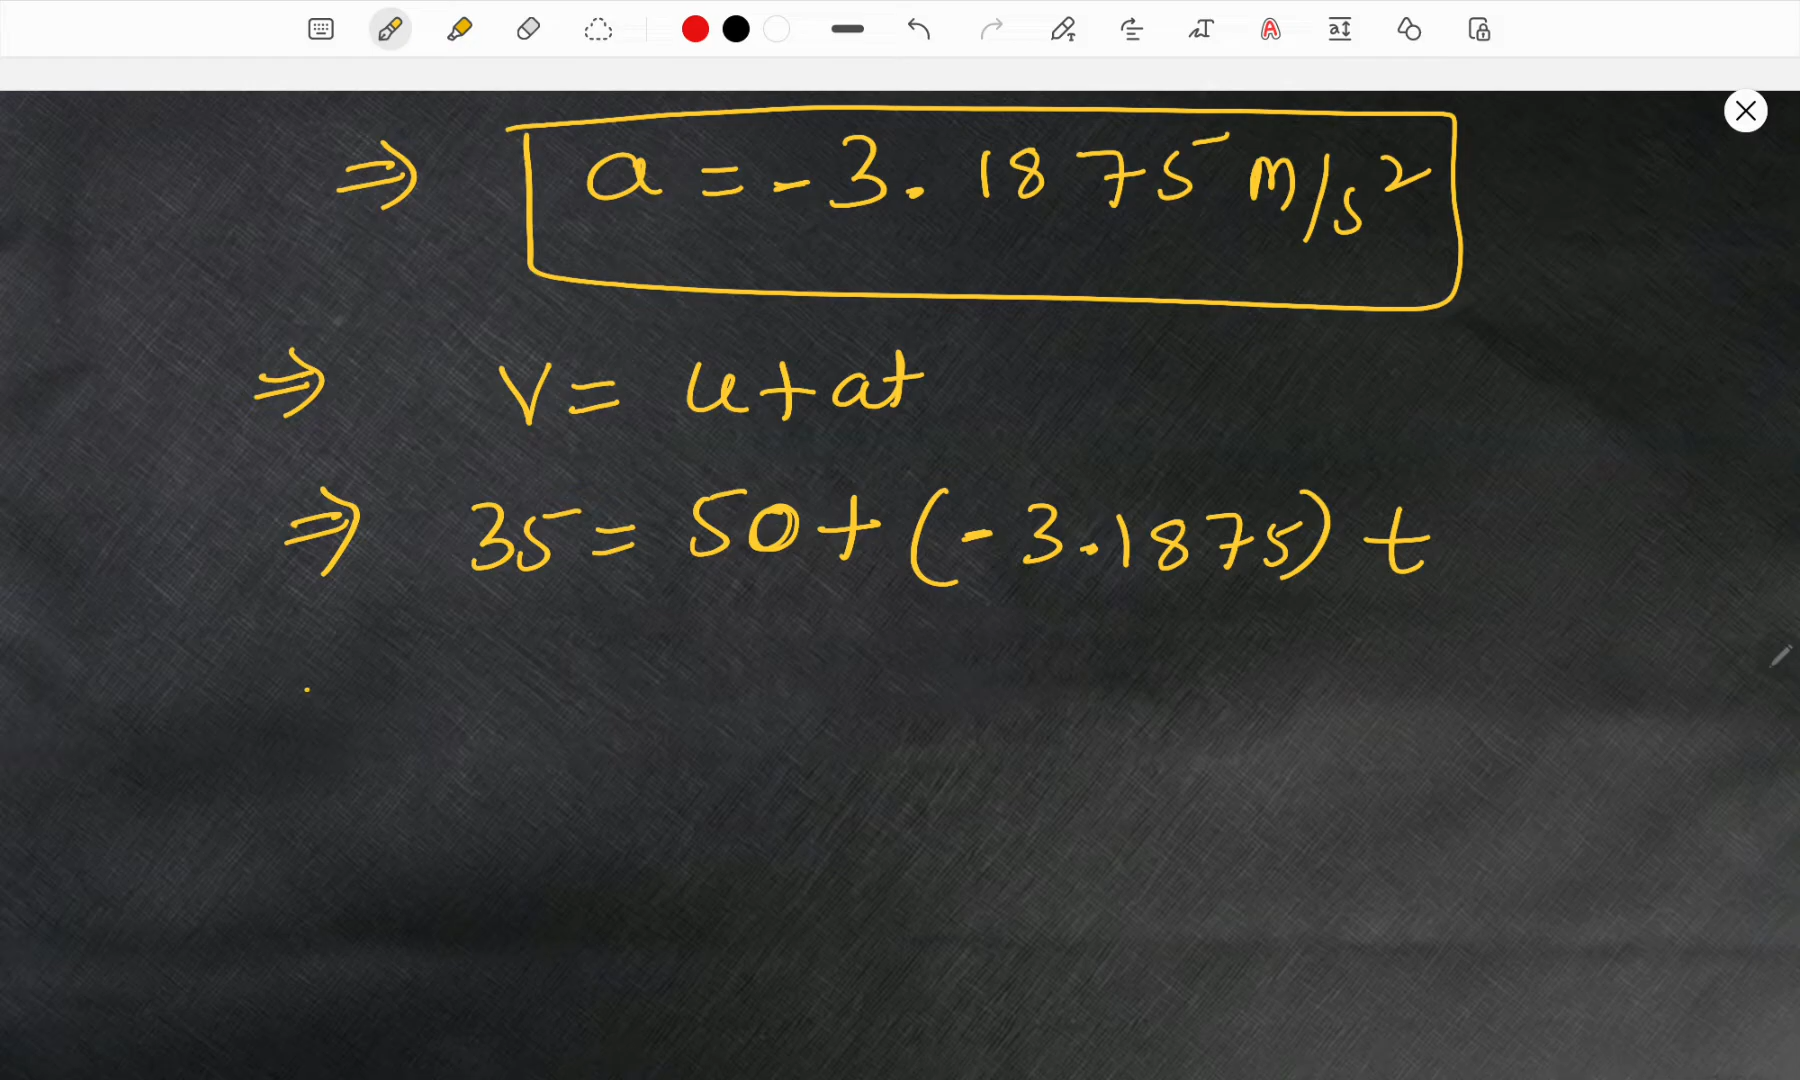 ⇒ a = - 3. 1875 m/s²
⇒ v = u + at
⇒ 35 = 50 + (- 3.1875) t